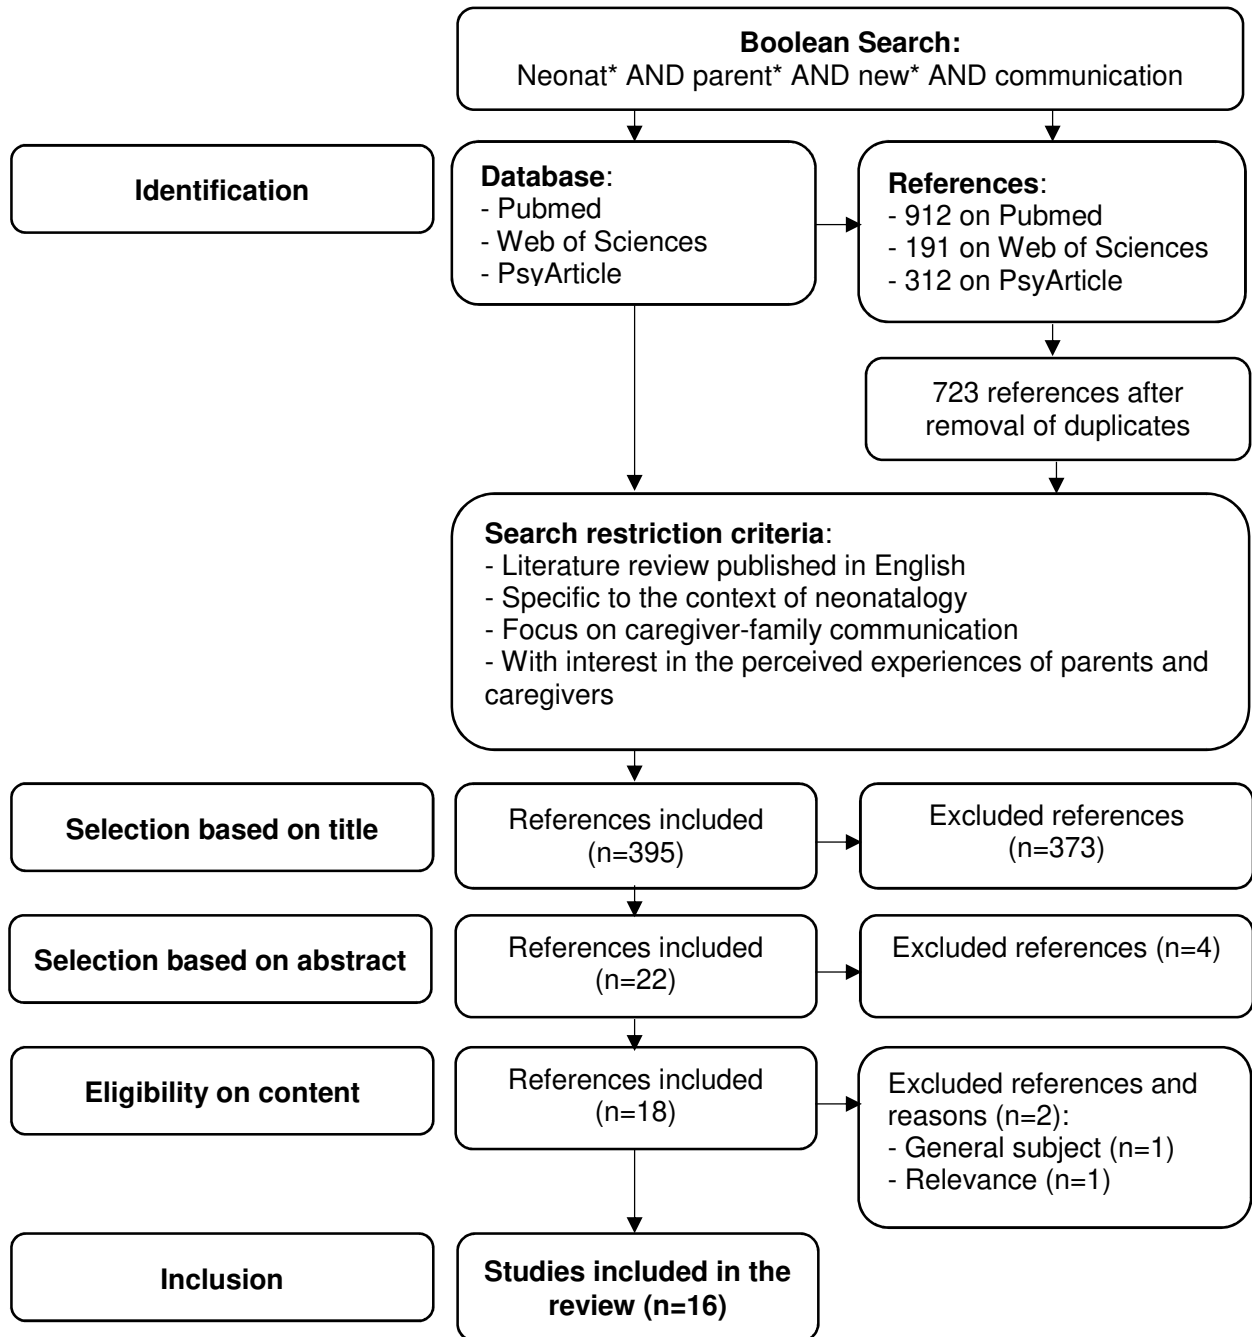 Boolean Search:
Neonat* AND parent* AND new* AND communication
Identification
Database:
- Pubmed
- Web of Sciences
- PsyArticle
References:
- 912 on Pubmed
- 191 on Web of Sciences
- 312 on PsyArticle
723 references after
removal of duplicates
Search restriction criteria:
- Literature review published in English
- Specific to the context of neonatalogy
- Focus on caregiver-family communication
- With interest in the perceived experiences of parents and
caregivers
Selection based on title
References included
(n=395)
Excluded references
(n=373)
Selection based on abstract
References included
(n=22)
Excluded references (n=4)
Eligibility on content
References included
(n=18)
Excluded references and
reasons (n=2):
- General subject (n=1)
- Relevance (n=1)
Inclusion
Studies included in the
review (n=16)